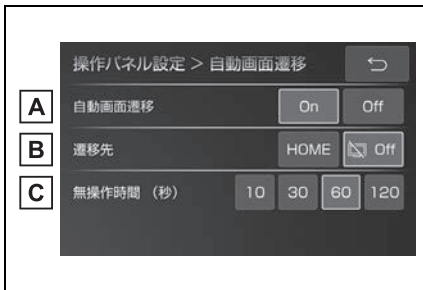 操作パネル設定 > 自動画面遷移
A 自動画面遷移 On Off
B 遷移先 HOME Off
C 無操作時間 （秒） 10 30 60 120